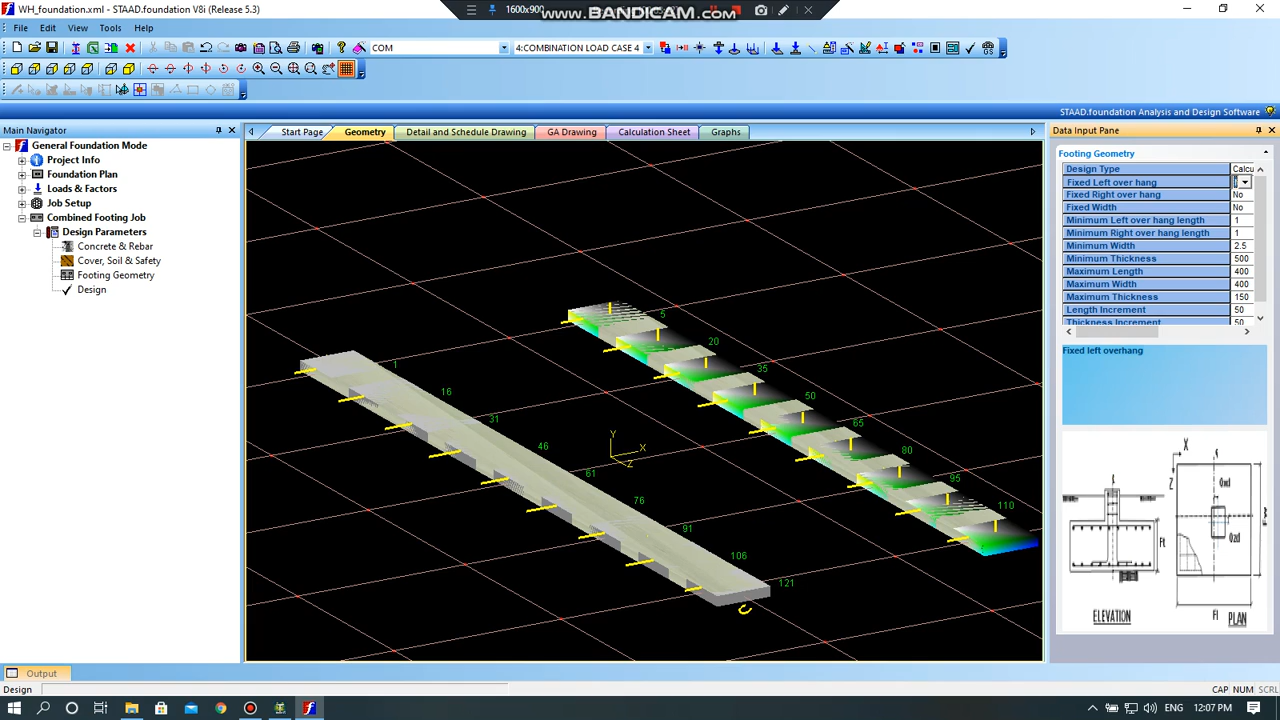 WH_foundation.xml - STAAD.foundation V8i (Release 5.3)
1600x900
www.BANDICAM.com
File Edit View Tools Help
COM
4:COMBINATION LOAD CASE 4
GS
STAAD.foundation Analysis and Design Software
Main Navigator
Start Page
Geometry
Detail and Schedule Drawing
GA Drawing
Calculation Sheet
Graphs
Data Input Pane
General Foundation Mode
Project Info
Foundation Plan
Loads & Factors
Job Setup
Combined Footing Job
Design Parameters
Concrete & Rebar
Cover, Soil & Safety
Footing Geometry
Design
5
20
35
50
65
80
95
110
1
16
31
46
61
76
91
106
121
Y
X
Z
Footing Geometry
Design Type Calcu
Fixed Left over hang
Fixed Right over hang No
Fixed Width No
Minimum Left over hang length 1
Minimum Right over hang length 1
Minimum Width 2.5
Minimum Thickness 500
Maximum Length 400
Maximum Width 400
Maximum Thickness 150
Length Increment 50
Thickness Increment 50
Fixed left overhang
X
Z
Ft
ELEVATION
Fl
PLAN
Output
Design
CAP NUM SCRL
ENG 12:07 PM